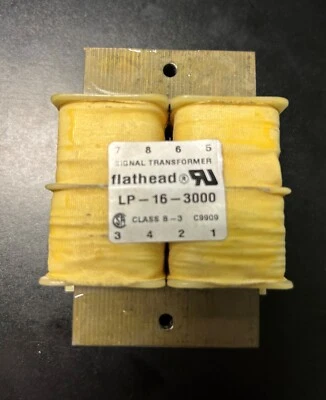 7 8 6 5
SIGNAL TRANSFORMER
flathead®
LP-16-3000
CLASS B-3 C9909
3 4 2 1